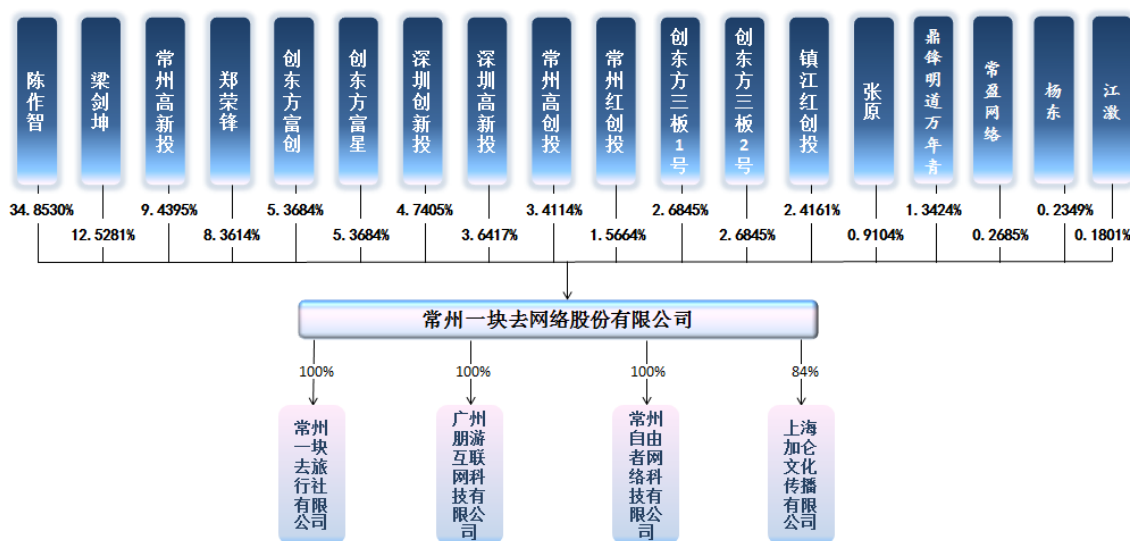 陈作智
梁剑坤
常州高新投
郑荣锋
创东方富创
创东方富星
深圳创新投
深圳高新投
常州高创投
常州红创投
创东方三板1号
创东方三板2号
镇江红创投
张原
鼎锋明道万年青
常盈网络
杨东
江激
34.8530%
12.5281%
9.4395%
8.3614%
5.3684%
5.3684%
4.7405%
3.6417%
3.4114%
1.5664%
2.6845%
2.6845%
2.4161%
0.9104%
1.3424%
0.2685%
0.2349%
0.1801%
常州一块去网络股份有限公司
100%
100%
100%
84%
常州
一块
去旅
行社
有限
公司
广州
朋游
互联
网科
技有
限公
司
常州
自由
者网
络科
技有
限公
司
上海
加仑
文化
传播
有限
公司